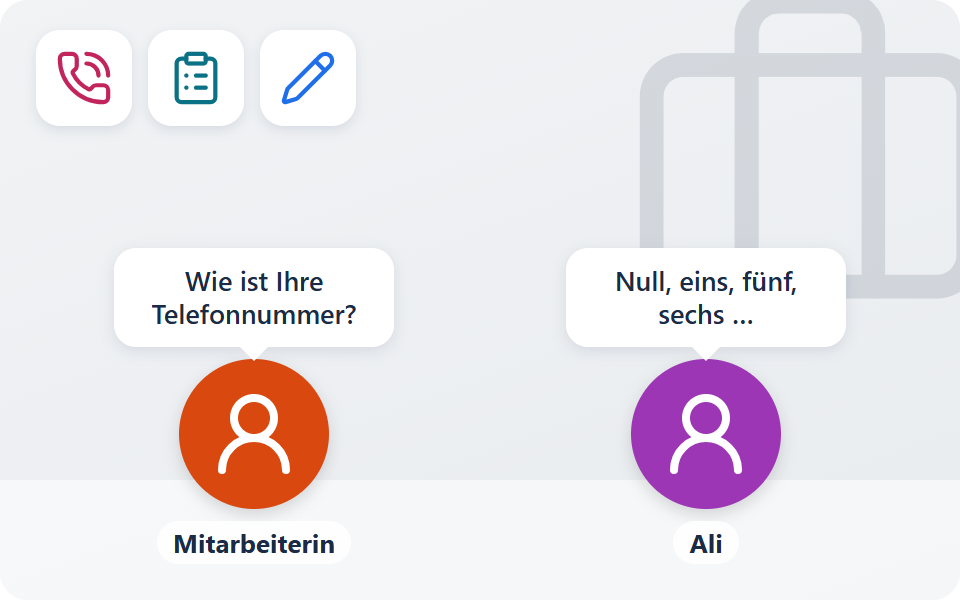 Wie ist Ihre
Telefonnummer?
Null, eins, fünf,
sechs ...
Mitarbeiterin
Ali